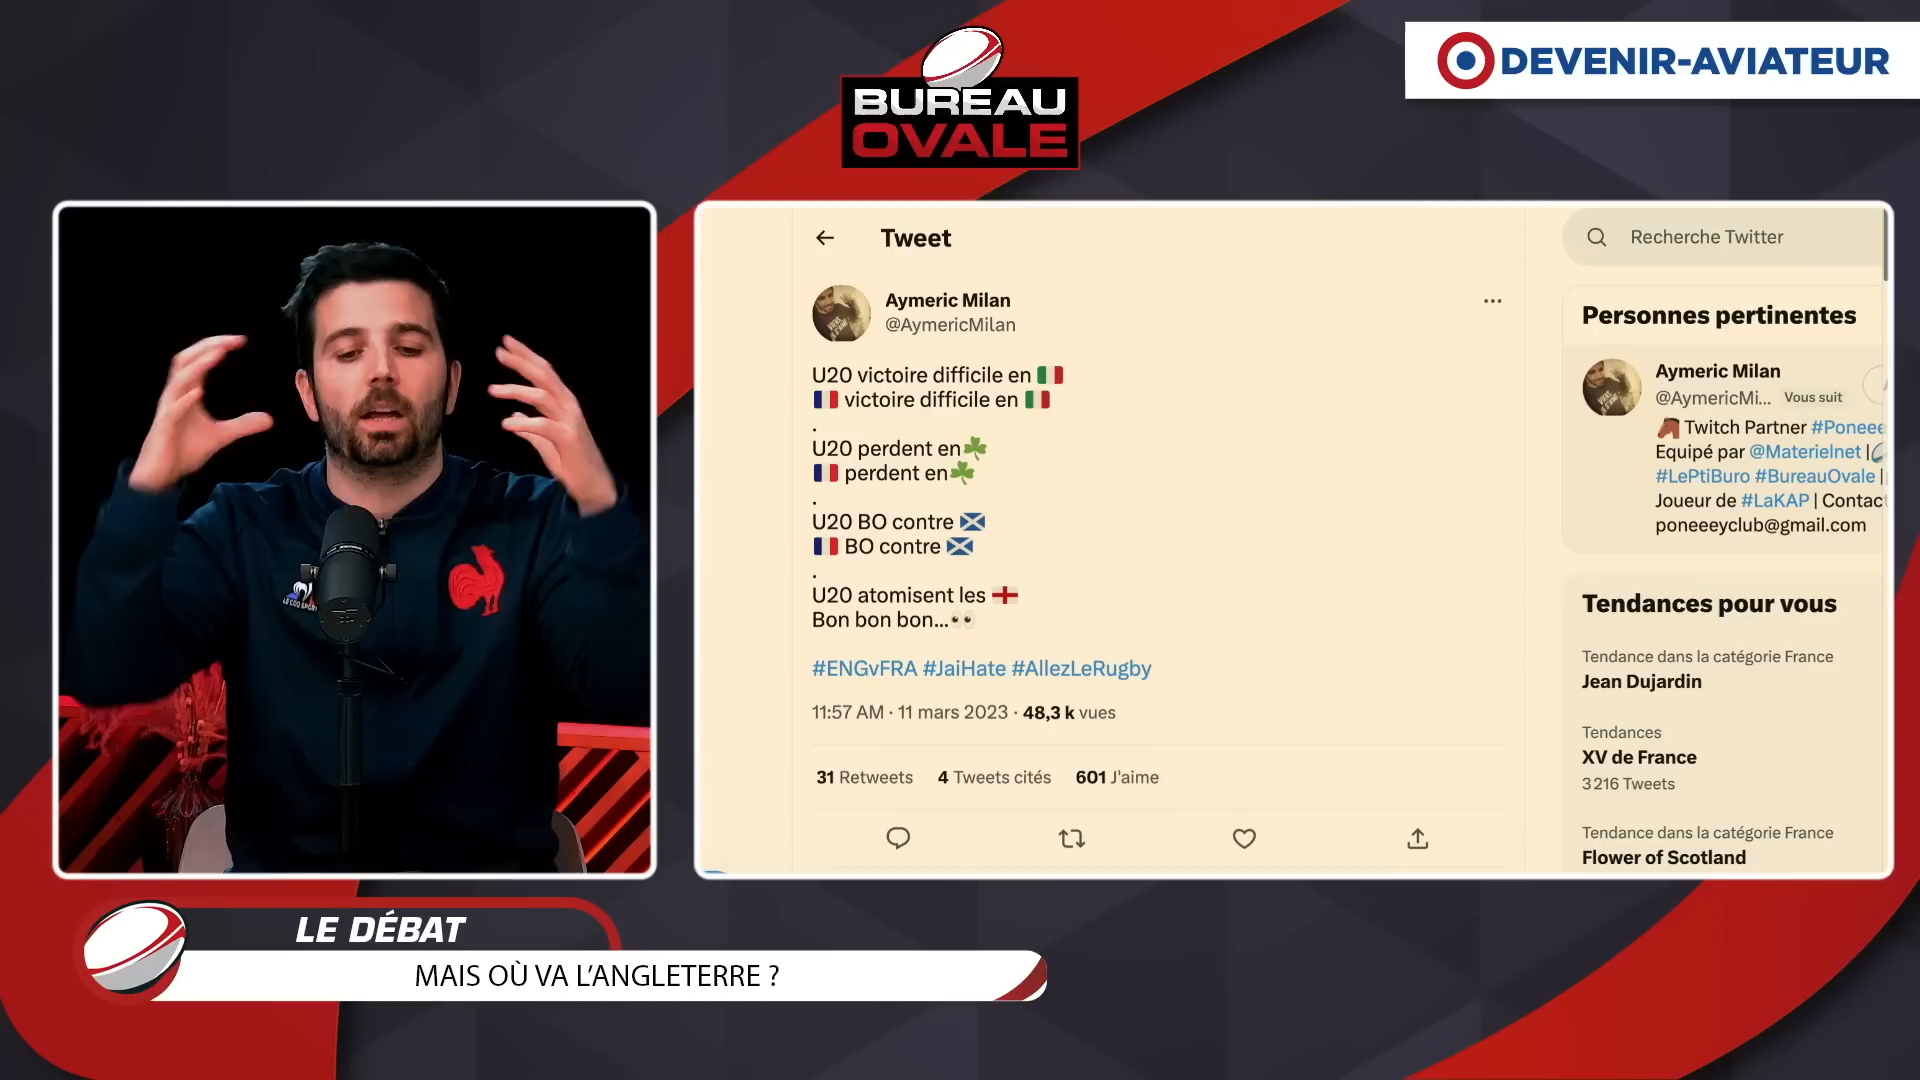 BUREAU
OVALE
DEVENIR-AVIATEUR
Tweet
Aymeric Milan
@AymericMilan
U20 victoire difficile en
victoire difficile en
.
U20 perdent en
perdent en
.
U20 BO contre
BO contre
.
U20 atomisent les
Bon bon bon...
#ENGvFRA #JaiHate #AllezLeRugby
11:57 AM · 11 mars 2023 · 48,3 k vues
31 Retweets 4 Tweets cités 601 J'aime
Recherche Twitter
Personnes pertinentes
Aymeric Milan
@AymericMi... Vous suit
Twitch Partner #Poneee
Equipé par @Materielnet |
#LePtiBuro #BureauOvale |
Joueur de #LaKAP | Contac
poneeeyclub@gmail.com
Tendances pour vous
Tendance dans la catégorie France
Jean Dujardin
Tendances
XV de France
3 216 Tweets
Tendance dans la catégorie France
Flower of Scotland
LE DÉBAT
MAIS OÙ VA L’ANGLETERRE ?